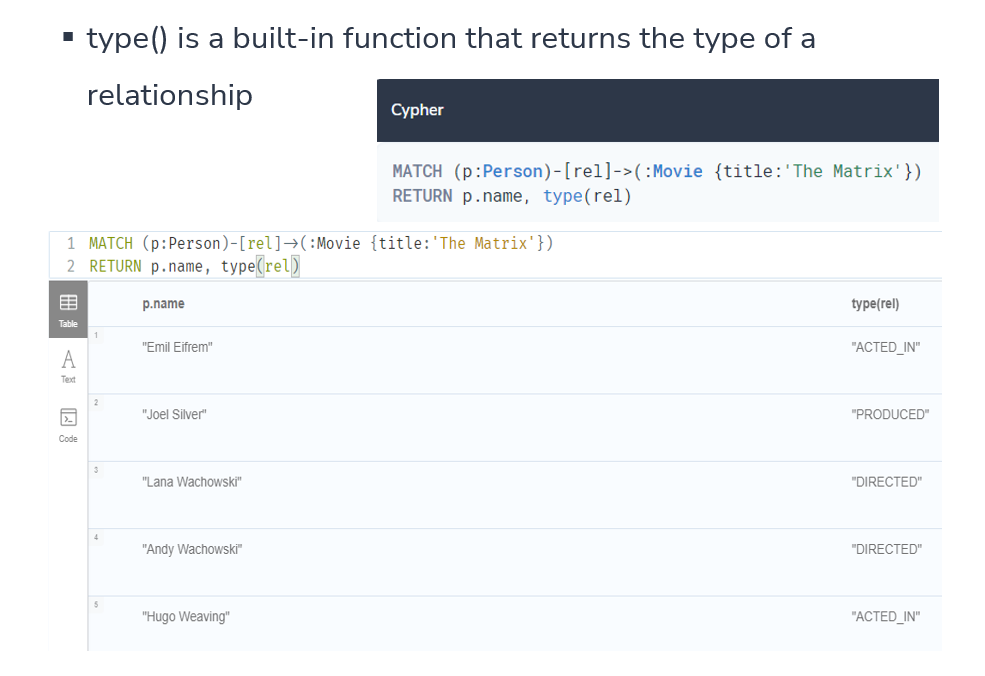 ▪ type() is a built-in function that returns the type of a
relationship
Cypher
MATCH (p:Person)-[rel]->(:Movie {title:'The Matrix'})
RETURN p.name, type(rel)
1 MATCH (p:Person)-[rel]→(:Movie {title:'The Matrix'})
2 RETURN p.name, type(rel)
Table
Text
Code
p.name type(rel)
1 "Emil Eifrem" "ACTED_IN"
2 "Joel Silver" "PRODUCED"
3 "Lana Wachowski" "DIRECTED"
4 "Andy Wachowski" "DIRECTED"
5 "Hugo Weaving" "ACTED_IN"